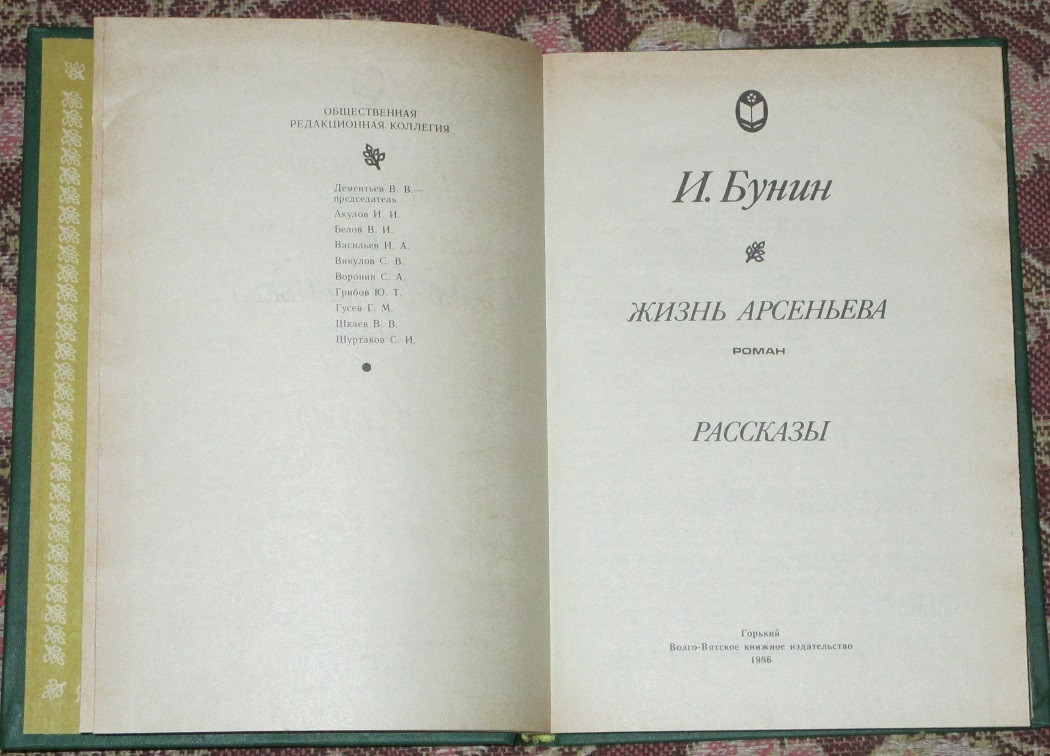 ОБЩЕСТВЕННАЯ
РЕДАКЦИОННАЯ КОЛЛЕГИЯ
Дементьев В. В.—
председатель
Акулов И. И.
Белов В. И.
Васильев И. А.
Викулов С. В.
Воронин С. А.
Грибов Ю. Т.
Гусев Г. М.
Шкаев В. В.
Шуртаков С. И.
И. Бунин
ЖИЗНЬ АРСЕНЬЕВА
РОМАН
РАССКАЗЫ
Горький
Волго-Вятское книжное издательство
1986